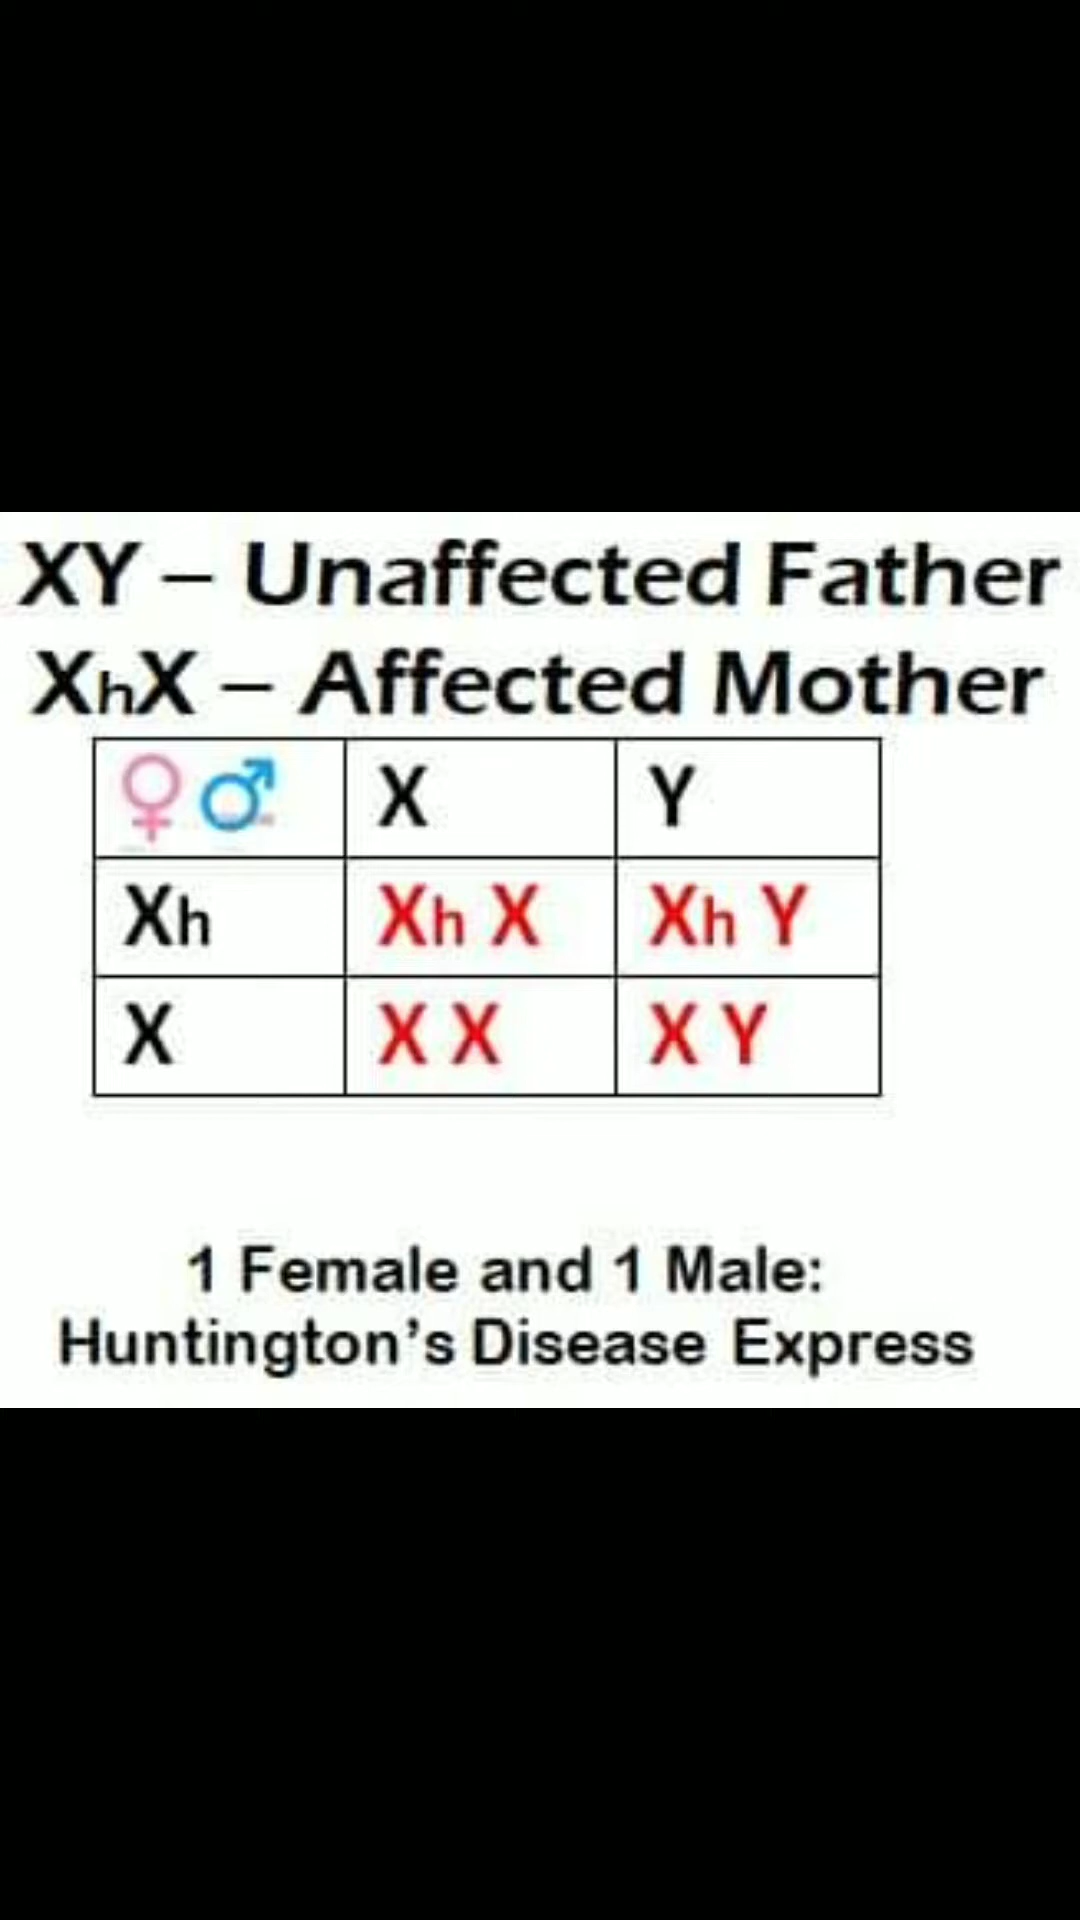 XY – Unaffected Father
XhX – Affected Mother
♀ ♂ X Y
Xh Xh X Xh Y
X X X X Y
1 Female and 1 Male:
Huntington's Disease Express